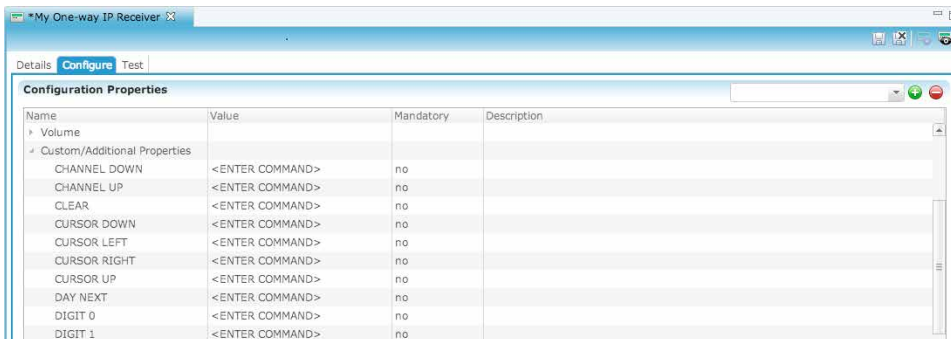 *My One-way IP Receiver
Details Configure Test
Configuration Properties
Name Value Mandatory Description
Volume
Custom/Additional Properties
CHANNEL DOWN <ENTER COMMAND> no
CHANNEL UP <ENTER COMMAND> no
CLEAR <ENTER COMMAND> no
CURSOR DOWN <ENTER COMMAND> no
CURSOR LEFT <ENTER COMMAND> no
CURSOR RIGHT <ENTER COMMAND> no
CURSOR UP <ENTER COMMAND> no
DAY NEXT <ENTER COMMAND> no
DIGIT 0 <ENTER COMMAND> no
DIGIT 1 <ENTER COMMAND> no